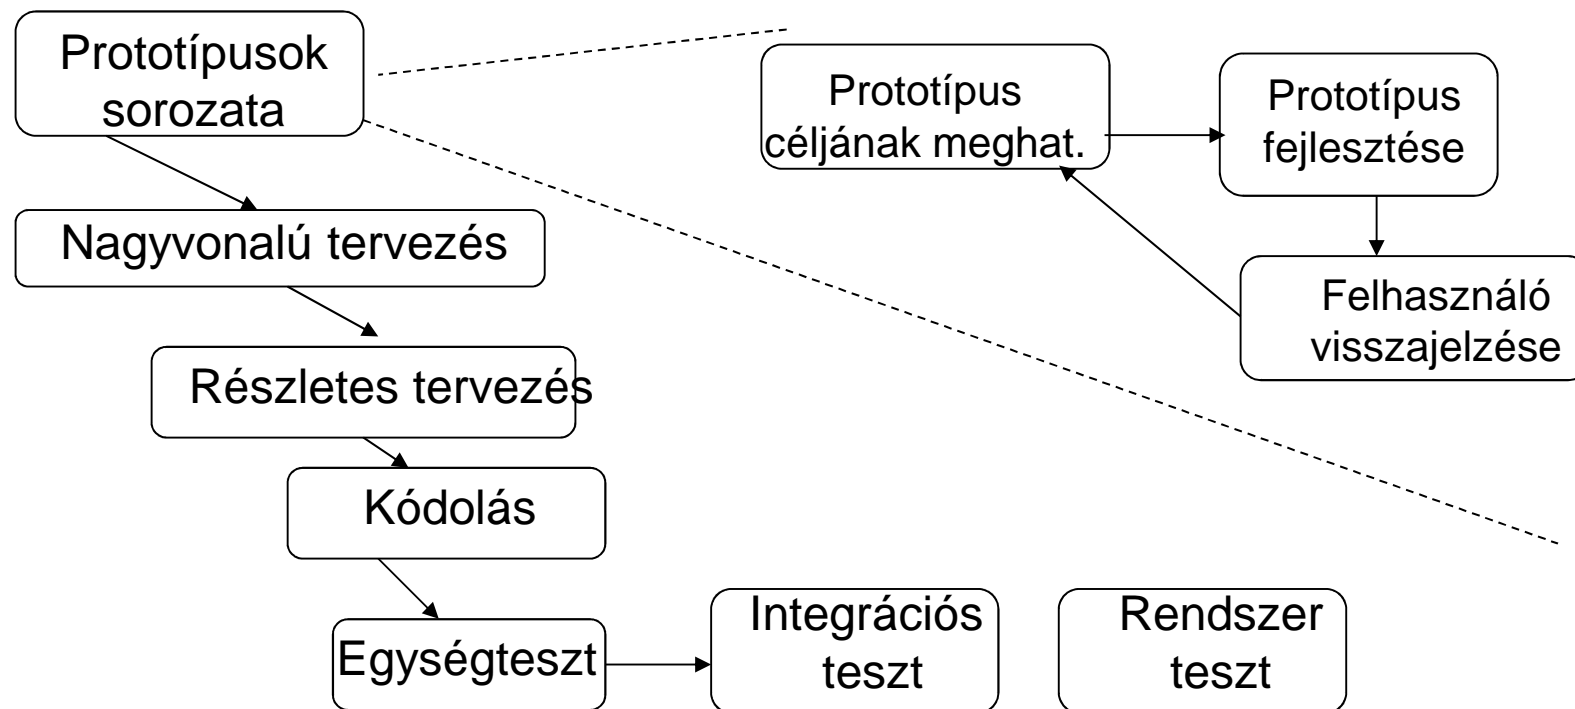 Prototípusok
sorozata
Prototípus
céljának meghat.
Prototípus
fejlesztése
Nagyvonalú tervezés
Felhasználó
visszajelzése
Részletes tervezés
Kódolás
Egységteszt
Integrációs
teszt
Rendszer
teszt